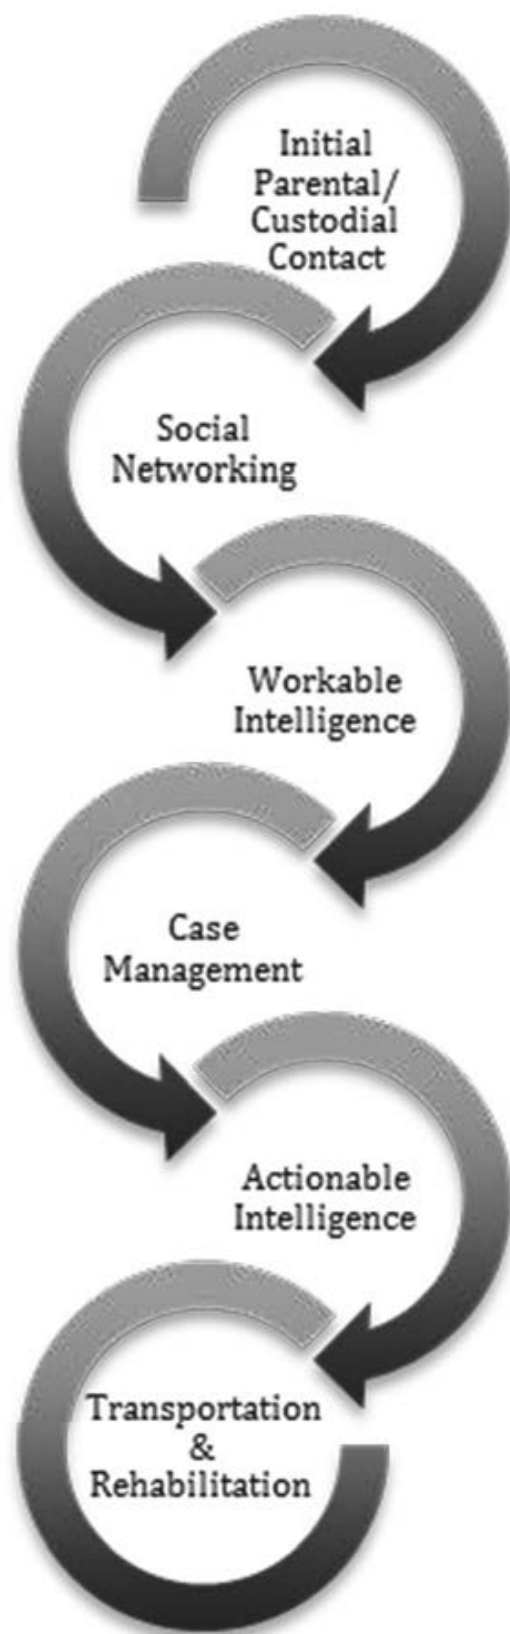 Initial
Parental/
Custodial
Contact
Social
Networking
Workable
Intelligence
Case
Management
Actionable
Intelligence
Transportation
&
Rehabilitation